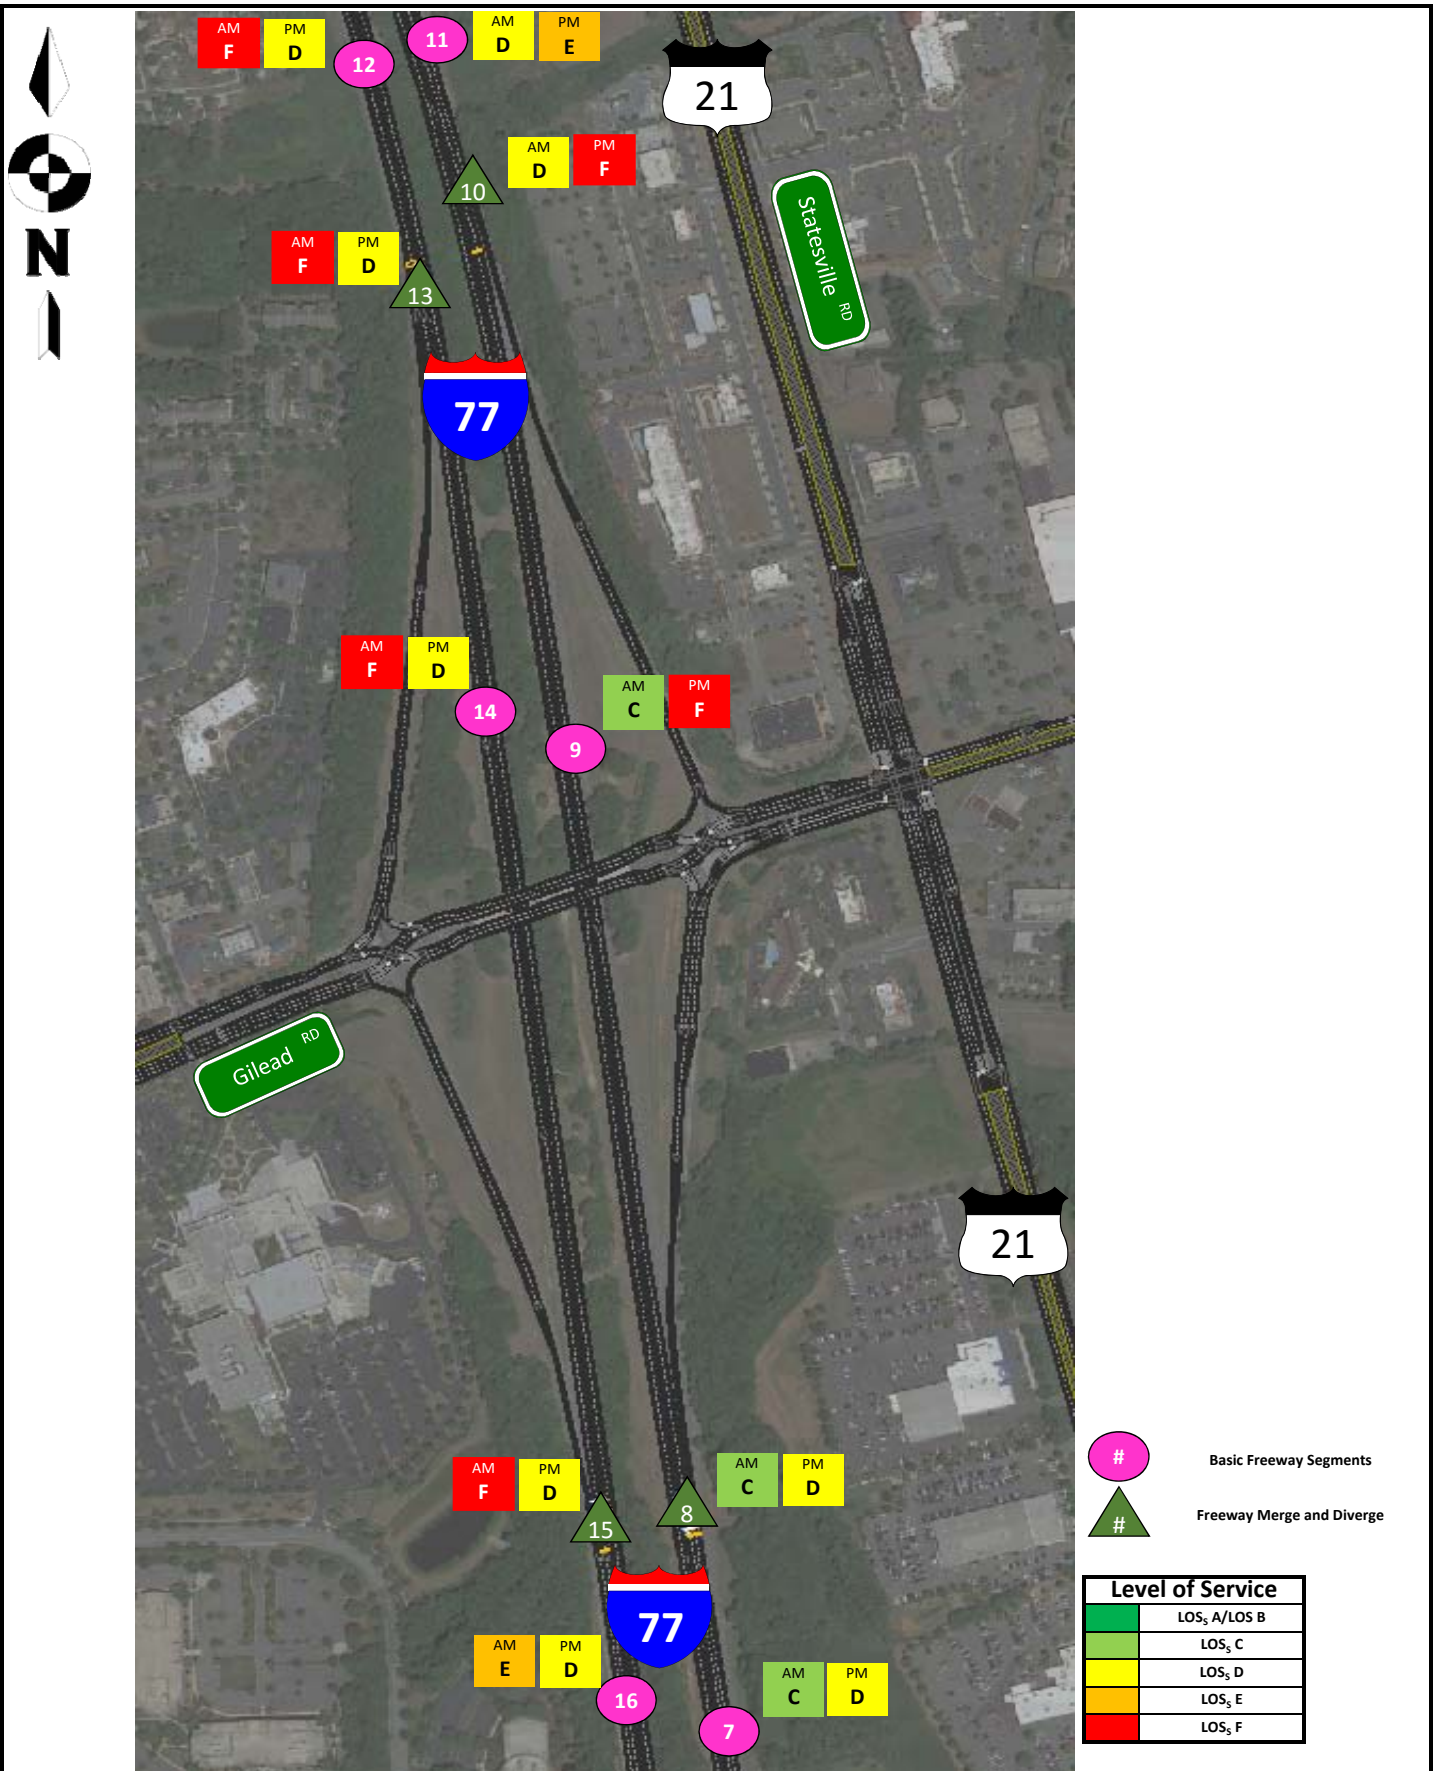 AM
F
PM
D
12
11
AM
D
PM
E
21
AM
D
PM
F
10
Statesville RD
AM
F
PM
D
13
N
77
AM
F
PM
D
14
AM
C
PM
F
9
Gilead RD
21
AM
F
PM
D
15
AM
C
PM
D
8
77
AM
E
PM
D
16
AM
C
PM
D
7
# Basic Freeway Segments
# Freeway Merge and Diverge
Level of Service
LOSs A/LOS B
LOSs C
LOSs D
LOSs E
LOSs F